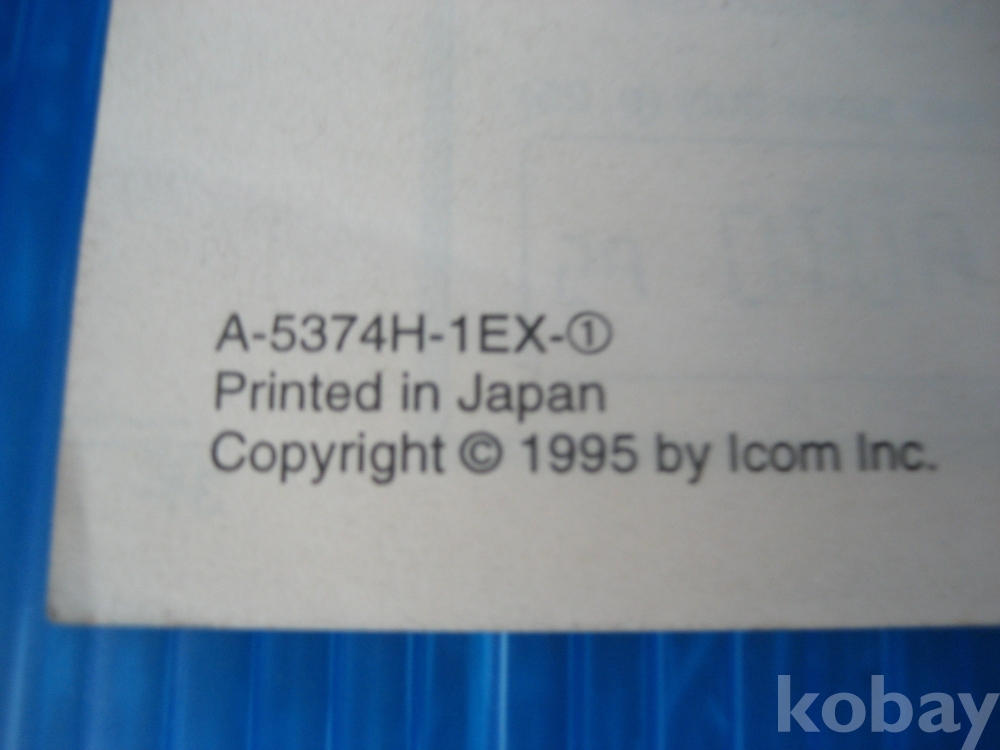 A-5374H-1EX-①
Printed in Japan
Copyright © 1995 by Icom Inc.
kobay